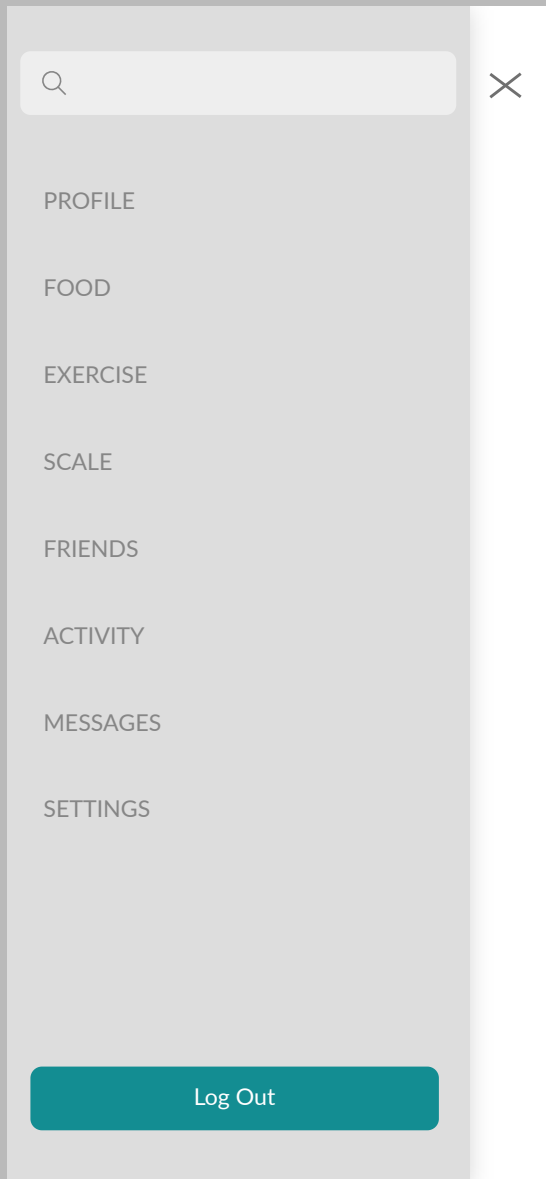 PROFILE
FOOD
EXERCISE
SCALE
FRIENDS
ACTIVITY
MESSAGES
SETTINGS
Log Out